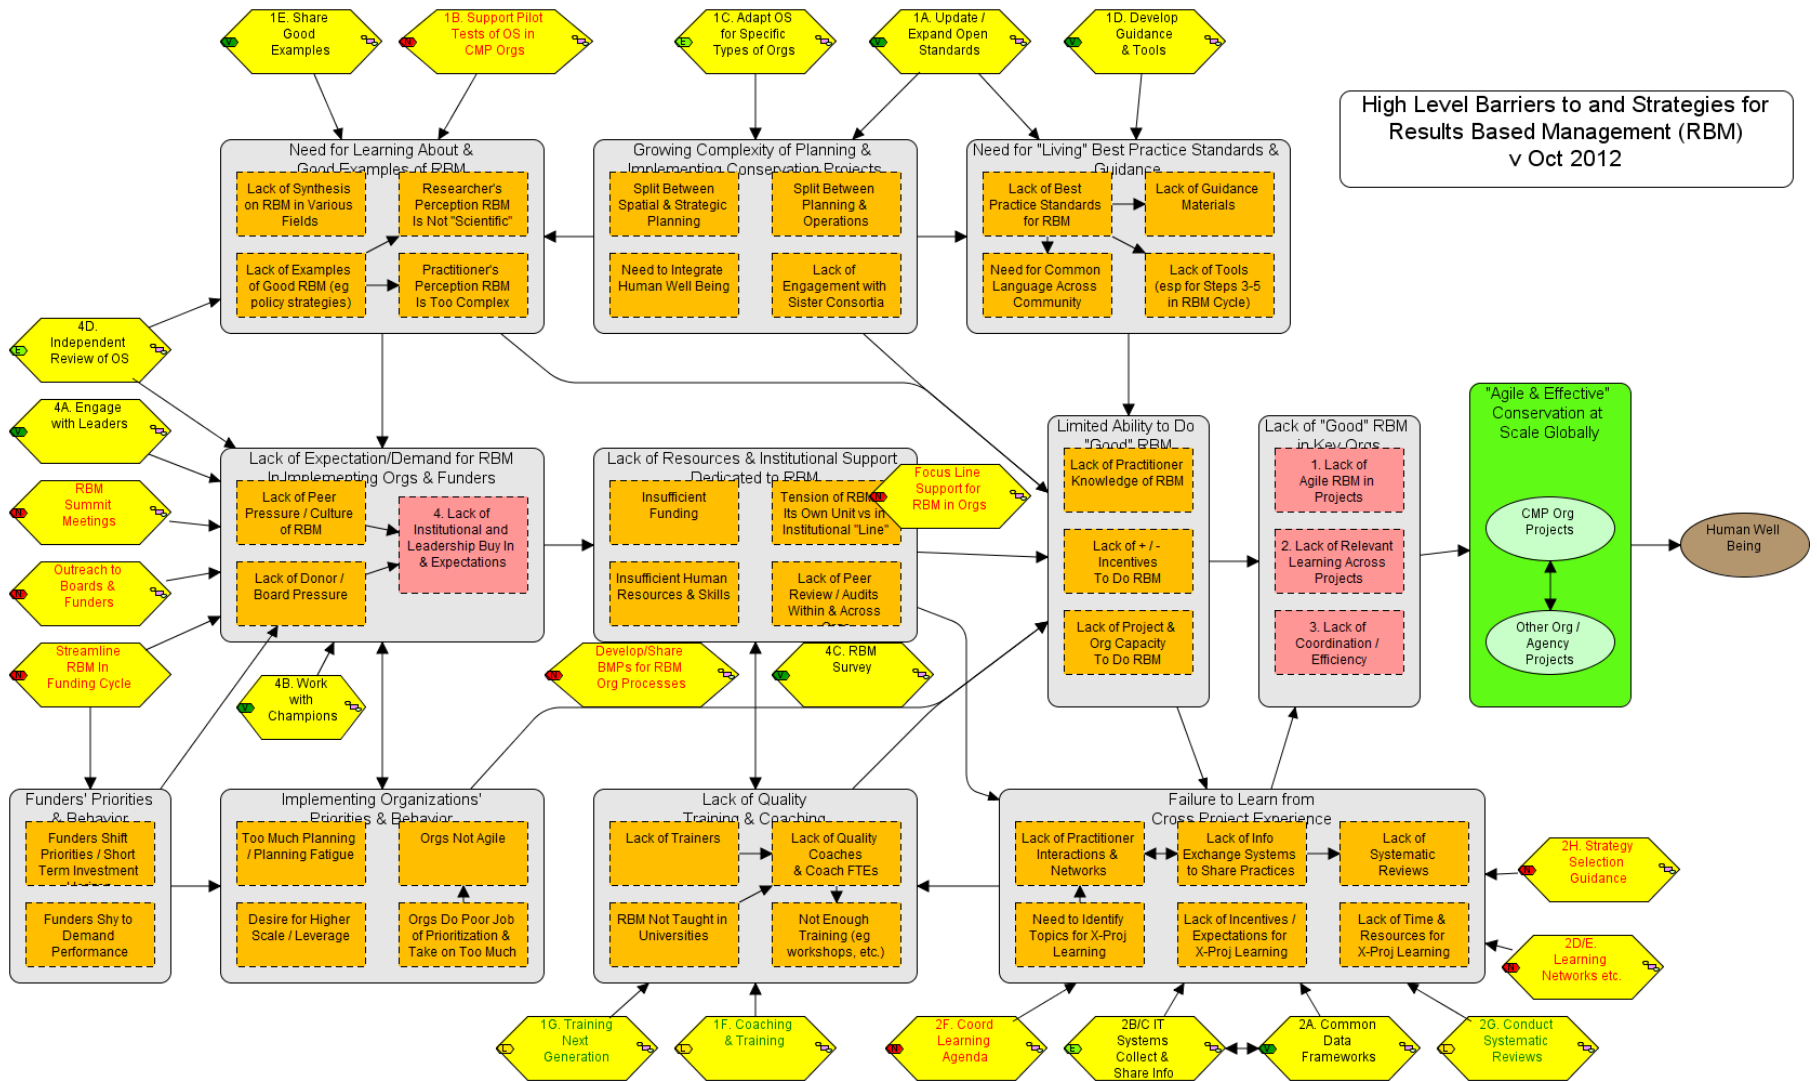 1E. Share
Good
Examples
1B. Support Pilot
Tests of OS in
CMP Orgs
1C. Adapt OS
for Specific
Types of Orgs
1A. Update /
Expand Open
Standards
1D. Develop
Guidance
& Tools
V
N
E
V
V
High Level Barriers to and Strategies for
Results Based Management (RBM)
v Oct 2012
Need for Learning About &
Good Examples of RBM
Lack of Synthesis
on RBM in Various
Fields
Researcher's
Perception RBM
Is Not "Scientific"
Lack of Examples
of Good RBM (eg
policy strategies)
Practitioner's
Perception RBM
Is Too Complex
Growing Complexity of Planning &
Implementing Conservation Projects
Split Between
Spatial & Strategic
Planning
Split Between
Planning &
Operations
Need to Integrate
Human Well Being
Lack of
Engagement with
Sister Consortia
Need for "Living" Best Practice Standards &
Guidance
Lack of Best
Practice Standards
for RBM
Lack of Guidance
Materials
Need for Common
Language Across
Community
Lack of Tools
(esp for Steps 3-5
in RBM Cycle)
4D.
Independent
Review of OS
E
4A. Engage
with Leaders
V
RBM
Summit
Meetings
N
Outreach to
Boards &
Funders
N
Streamline
RBM In
Funding Cycle
N
Lack of Expectation/Demand for RBM
In Implementing Orgs & Funders
Lack of Peer
Pressure / Culture
of RBM
4. Lack of
Institutional and
Leadership Buy In
& Expectations
Lack of Donor /
Board Pressure
4B. Work
with
Champions
V
Lack of Resources & Institutional Support
Dedicated to RBM
Insufficient
Funding
Tension of RBM
Its Own Unit vs in
Institutional "Line"
Insufficient Human
Resources & Skills
Lack of Peer
Review / Audits
Within & Across
Focus Line
Support for
RBM in Orgs
N
Develop/Share
BMPs for RBM
Org Processes
N
4C. RBM
Survey
V
Limited Ability to Do
"Good" RBM
Lack of Practitioner
Knowledge of RBM
Lack of + / -
Incentives
To Do RBM
Lack of Project &
Org Capacity
To Do RBM
Lack of "Good" RBM
in Key Orgs
1. Lack of
Agile RBM in
Projects
2. Lack of Relevant
Learning Across
Projects
3. Lack of
Coordination /
Efficiency
"Agile & Effective"
Conservation at
Scale Globally
CMP Org
Projects
Other Org /
Agency
Projects
Human Well
Being
Funders' Priorities
& Behavior
Funders Shift
Priorities / Short
Term Investment
Funders Shy to
Demand
Performance
Implementing Organizations'
Priorities & Behavior
Too Much Planning
/ Planning Fatigue
Orgs Not Agile
Desire for Higher
Scale / Leverage
Orgs Do Poor Job
of Prioritization &
Take on Too Much
Lack of Quality
Training & Coaching
Lack of Trainers
Lack of Quality
Coaches
& Coach FTEs
RBM Not Taught in
Universities
Not Enough
Training (eg
workshops, etc.)
Failure to Learn from
Cross Project Experience
Lack of Practitioner
Interactions &
Networks
Lack of Info
Exchange Systems
to Share Practices
Lack of
Systematic
Reviews
Need to Identify
Topics for X-Proj
Learning
Lack of Incentives /
Expectations for
X-Proj Learning
Lack of Time &
Resources for
X-Proj Learning
2H. Strategy
Selection
Guidance
N
2D/E.
Learning
Networks etc.
N
1G. Training
Next
Generation
L
1F. Coaching
& Training
L
2F. Coord
Learning
Agenda
N
2B/C IT
Systems
Collect &
Share Info
E
2A. Common
Data
Frameworks
V
2G. Conduct
Systematic
Reviews
L